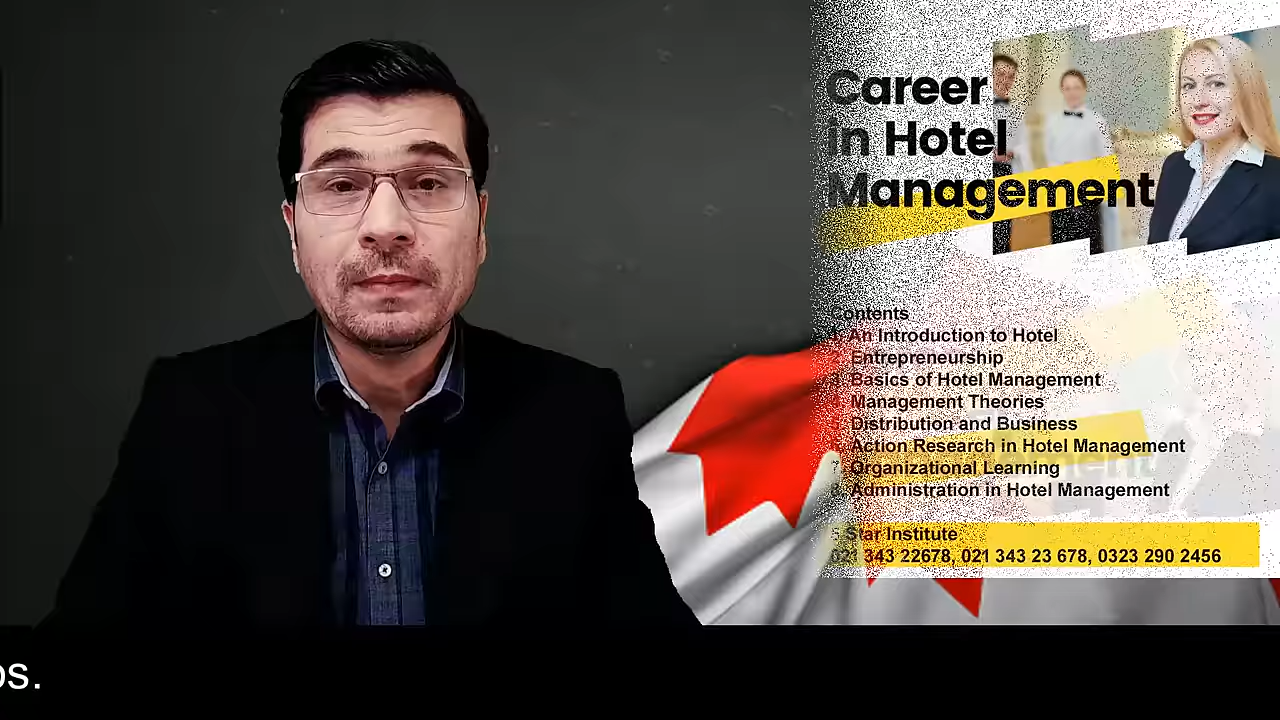 Career
in Hotel
Management
Contents
An Introduction to Hotel
Entrepreneurship
Basics of Hotel Management
Management Theories
Distribution and Business
Action Research in Hotel Management
Organizational Learning
Administration in Hotel Management
Star Institute
021 343 22678, 021 343 23 678, 0323 290 2456
os.